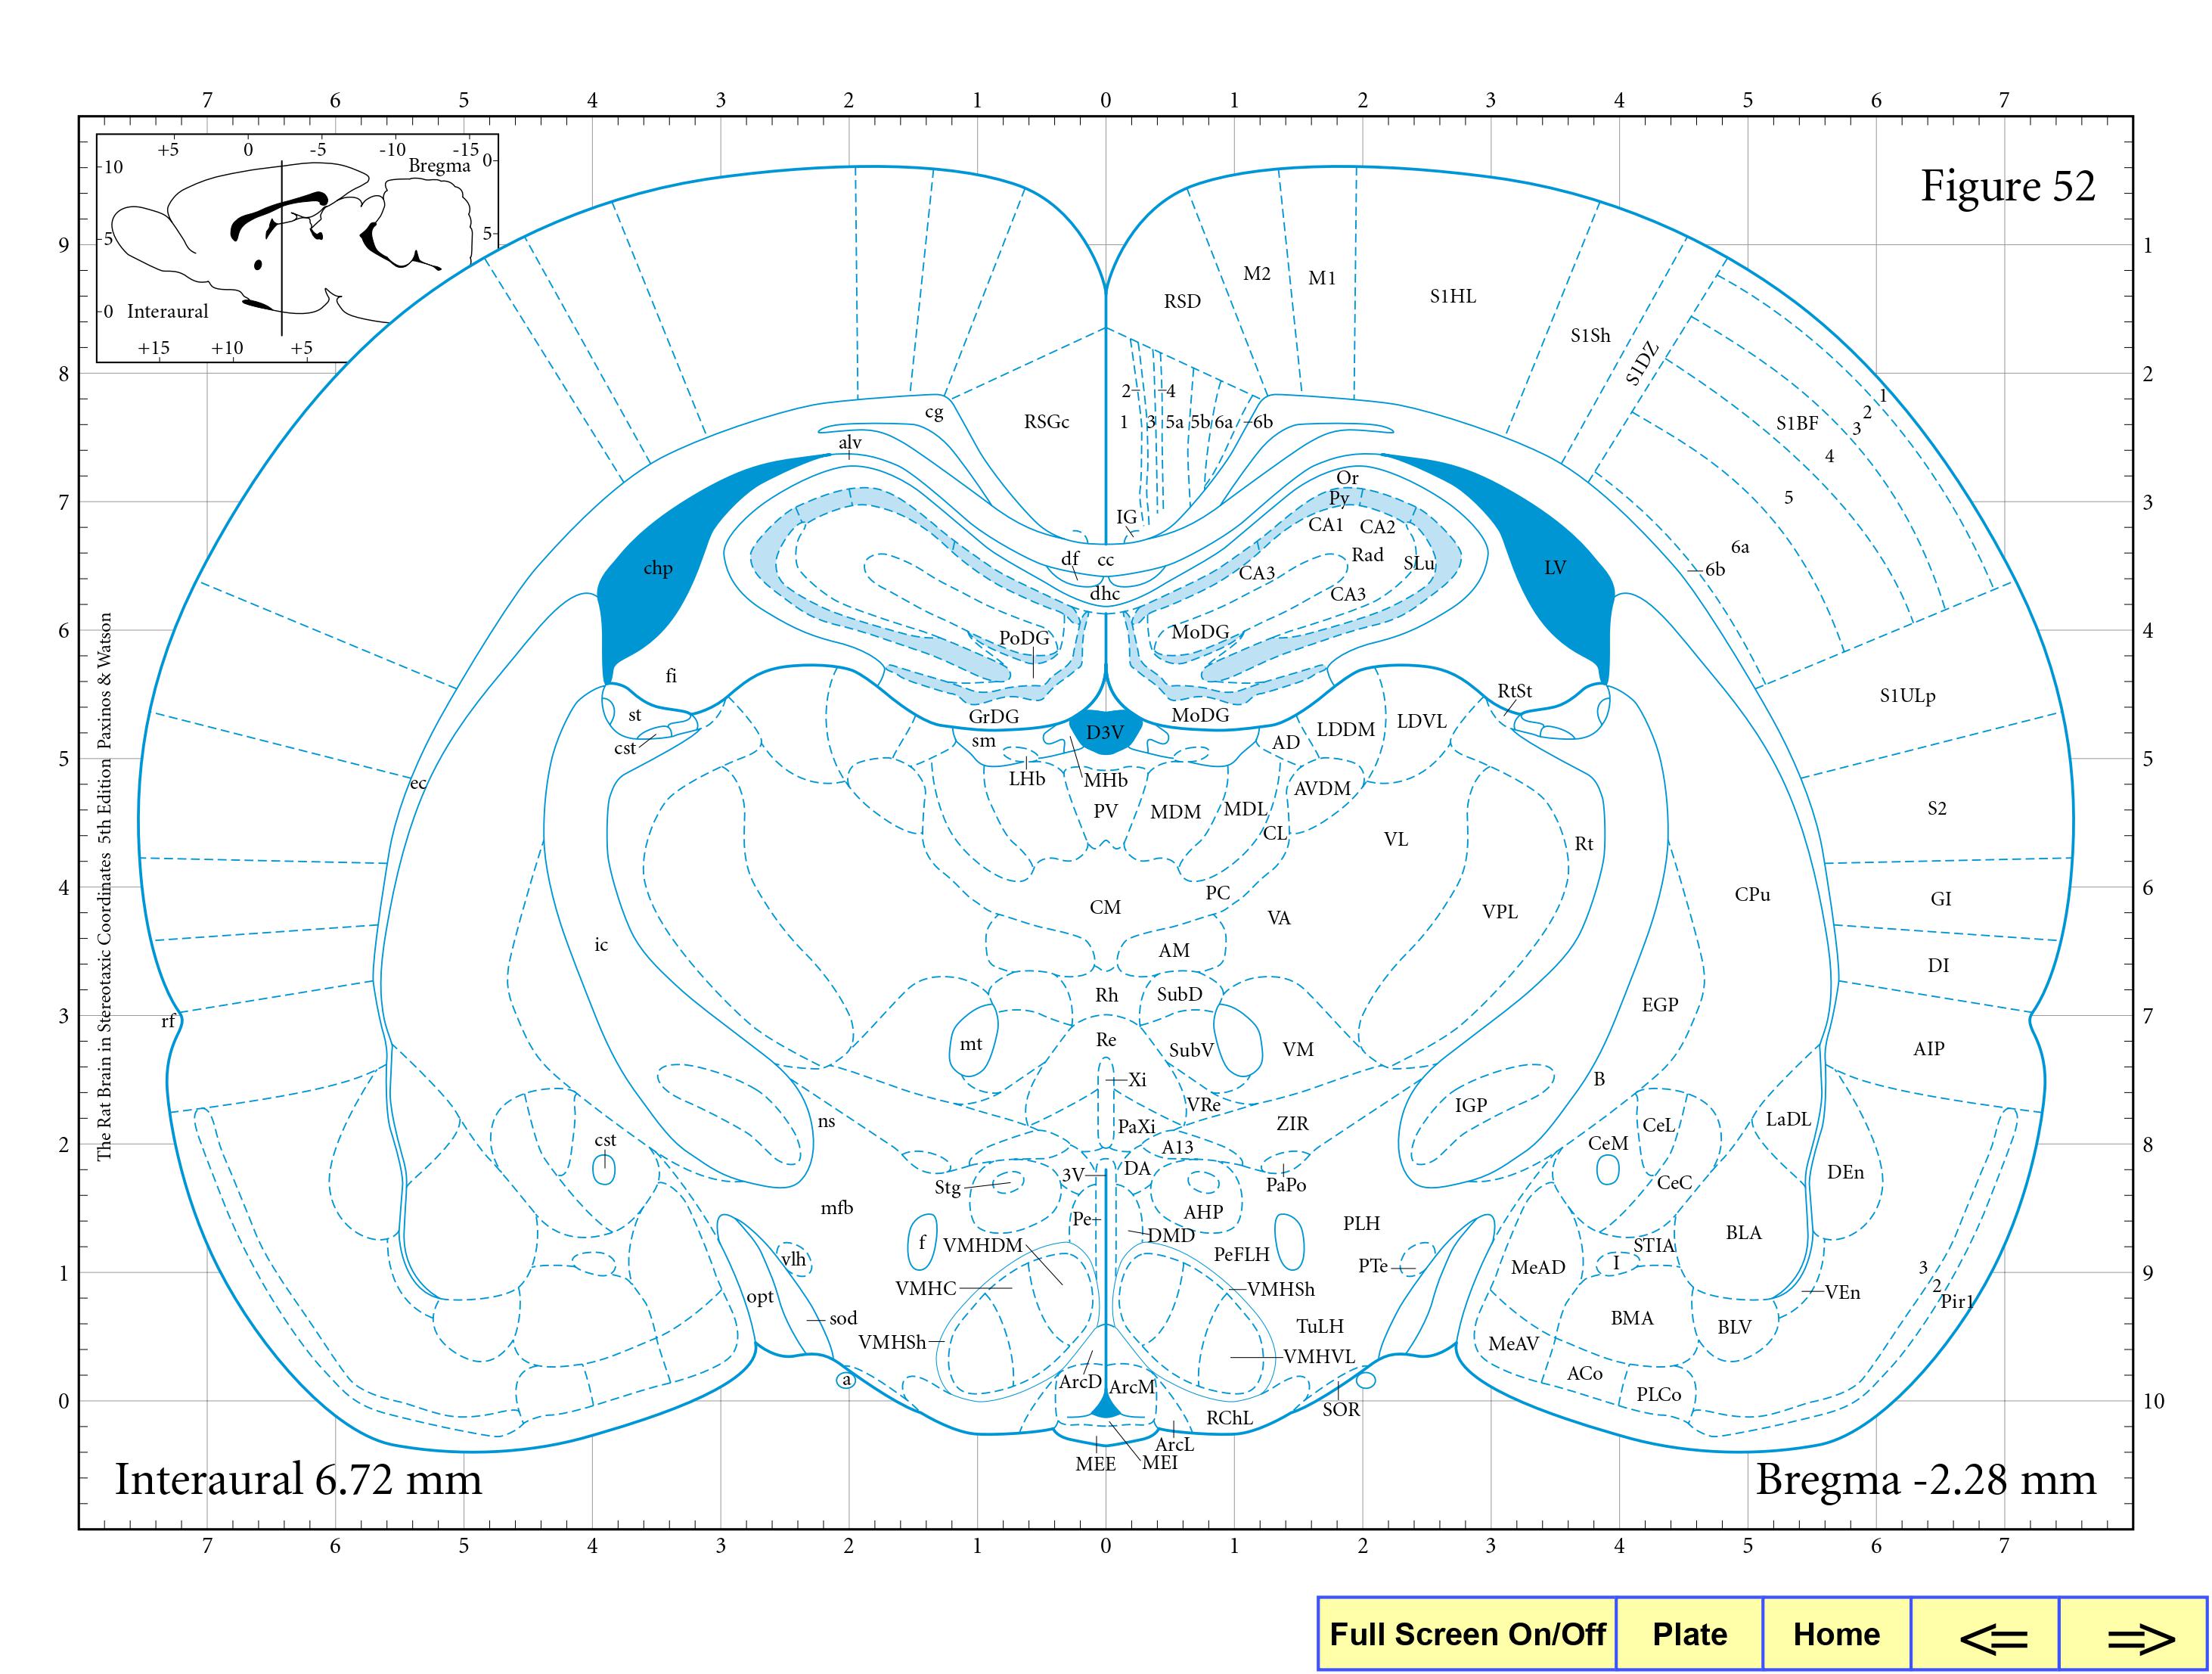 7 6 5 4 3 2 1 0 1 2 3 4 5 6 7
+5 0 -5 -10 -15
Bregma
0
10
5
5
0
Interaural
+15 +10 +5
Figure 52
9 1
8 2
7 3
6 4
5 5
4 6
3 7
2 8
1 9
0 10
The Rat Brain in Stereotaxic Coordinates 5th Edition Paxinos & Watson
M2 M1
RSD
S1HL
S1Sh
S1DZ
2 4
1 3 5a 5b 6a 6b
RSGc
cg
alv
1
2
S1BF
3
4
5
6a
6b
Or
Py
CA1 CA2
IG
df cc
Rad
SLu
CA3
CA3
dhc
chp
LV
PoDG
MoDG
fi
st
cst
GrDG
MoDG
RtSt
S1ULp
D3V
sm
AD
LDDM
LDVL
LHb
MHb
AVDM
ec
PV
MDM
MDL
CL
VL
Rt
S2
PC
CM
VA
VPL
CPu
GI
ic
AM
DI
Rh
SubD
EGP
rf
mt
Re
SubV
VM
AIP
Xi
B
VRe
IGP
ns
PaXi
ZIR
A13
CeL
LaDL
cst
CeM
3V
DA
Stg
PaPo
CeC
DEn
mfb
AHP
Pe
PLH
DMD
BLA
f
VMHDM
PeFLH
STIA
vlh
PTe
MeAD
I
3
VMHC
VMHSh
2
VEn
Pir1
opt
sod
TuLH
BMA
BLV
VMHSh
VMHVL
MeAV
ACo
a
ArcD
ArcM
PLCo
RChL
SOR
ArcL
MEE
MEI
Interaural 6.72 mm
Bregma -2.28 mm
7 6 5 4 3 2 1 0 1 2 3 4 5 6 7
Full Screen On/Off Plate Home <= =>